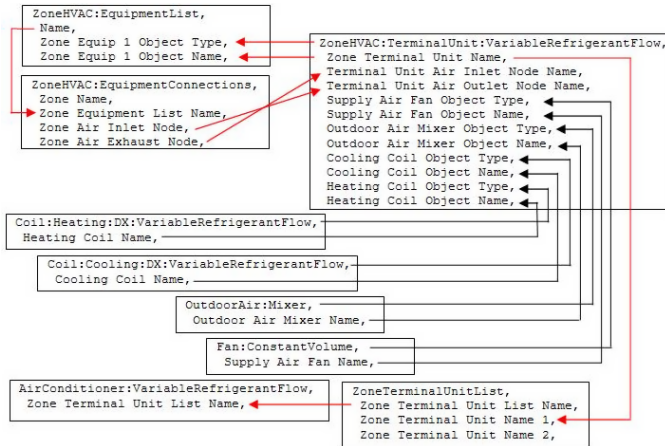 ZoneHVAC:EquipmentList,
Name,
Zone Equip 1 Object Type,
Zone Equip 1 Object Name,
ZoneHVAC:EquipmentConnections,
Zone Name,
Zone Equipment List Name,
Zone Air Inlet Node,
Zone Air Exhaust Node,
ZoneHVAC:TerminalUnit:VariableRefrigerantFlow,
Zone Terminal Unit Name,
Terminal Unit Air Inlet Node Name,
Terminal Unit Air Outlet Node Name,
Supply Air Fan Object Type,
Supply Air Fan Object Name,
Outdoor Air Mixer Object Type,
Outdoor Air Mixer Object Name,
Cooling Coil Object Type,
Cooling Coil Object Name,
Heating Coil Object Type,
Heating Coil Object Name,
Coil:Heating:DX:VariableRefrigerantFlow,
Heating Coil Name,
Coil:Cooling:DX:VariableRefrigerantFlow,
Cooling Coil Name,
OutdoorAir:Mixer,
Outdoor Air Mixer Name,
Fan:ConstantVolume,
Supply Air Fan Name,
AirConditioner:VariableRefrigerantFlow,
Zone Terminal Unit List Name,
ZoneTerminalUnitList,
Zone Terminal Unit List Name,
Zone Terminal Unit Name 1,
Zone Terminal Unit Name 2,